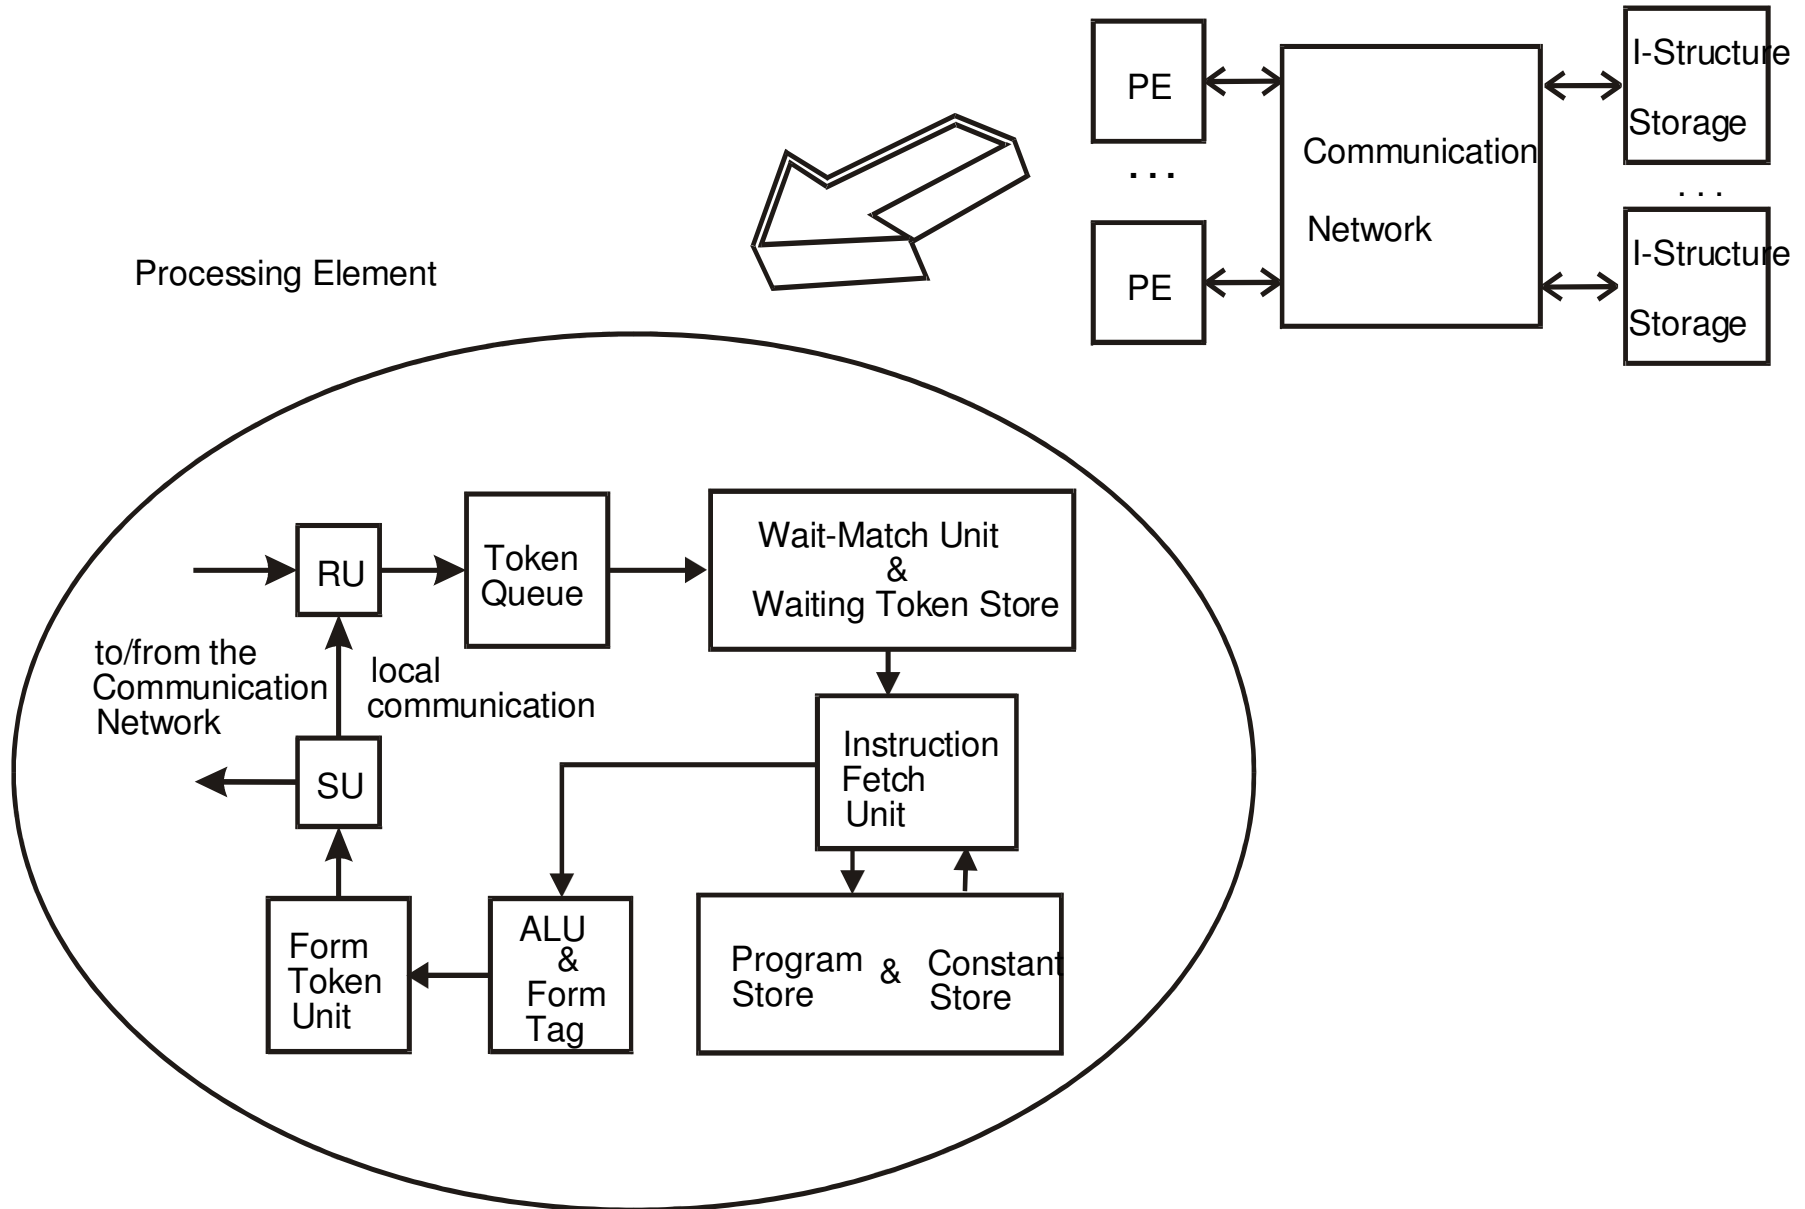 PE
. . .
PE
Communication
Network
I-Structure
Storage
. . .
I-Structure
Storage
Processing Element
RU
Token
Queue
Wait-Match Unit
&
Waiting Token Store
to/from the
Communication
Network
local
communication
SU
Instruction
Fetch
Unit
Form
Token
Unit
ALU
&
Form
Tag
Program & Constant
Store Store